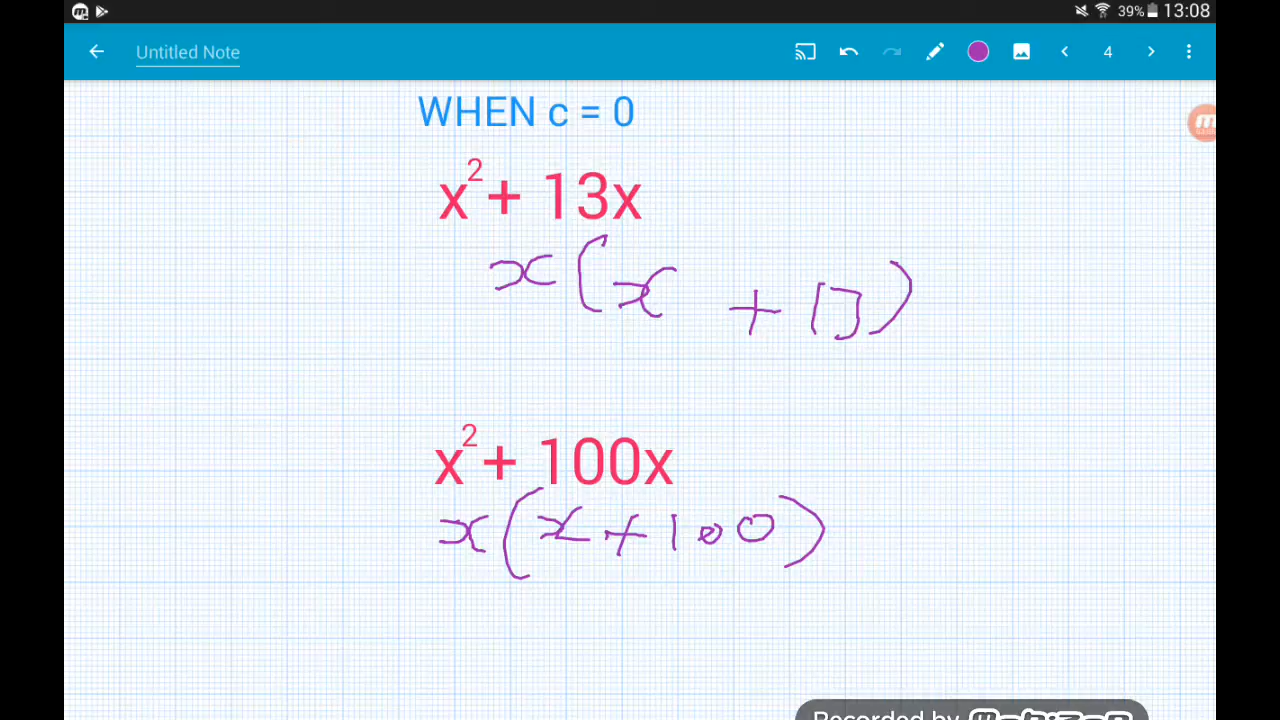 39% 13:08
Untitled Note
4
WHEN c = 0
x² + 13x
x(x + 13)
x² + 100x
x(x + 100)
Recorded by